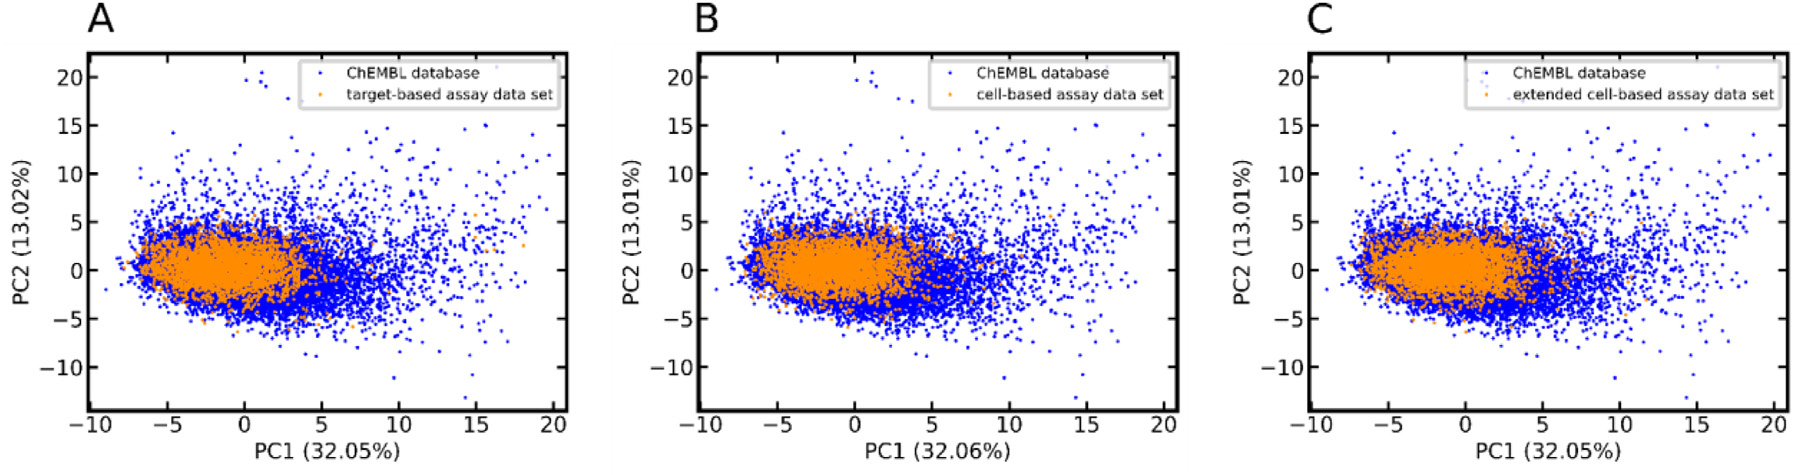 A
PC2 (13.02%)
20
15
10
5
0
−5
−10
ChEMBL database
target-based assay data set
−10 −5 0 5 10 15 20
PC1 (32.05%)
B
PC2 (13.01%)
20
15
10
5
0
−5
−10
ChEMBL database
cell-based assay data set
−10 −5 0 5 10 15 20
PC1 (32.06%)
C
PC2 (13.01%)
20
15
10
5
0
−5
−10
ChEMBL database
extended cell-based assay data set
−10 −5 0 5 10 15 20
PC1 (32.05%)